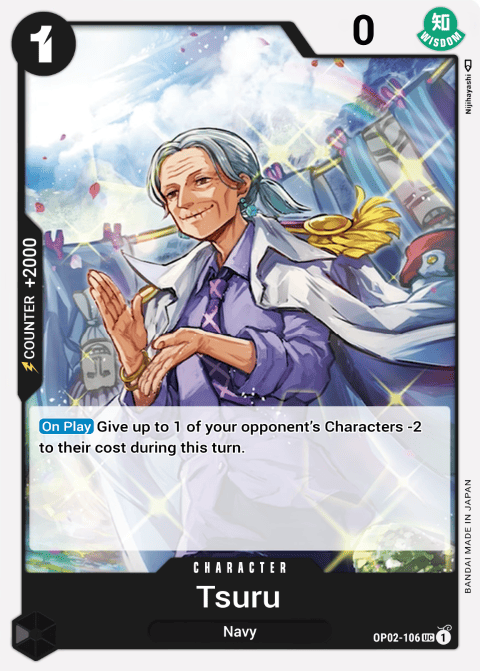 1
0
知
WISDOM
Nijihayashi
COUNTER +2000
On Play Give up to 1 of your opponent's Characters -2
to their cost during this turn.
BANDAI MADE IN JAPAN
CHARACTER
Tsuru
Navy
OP02-106 UC 1